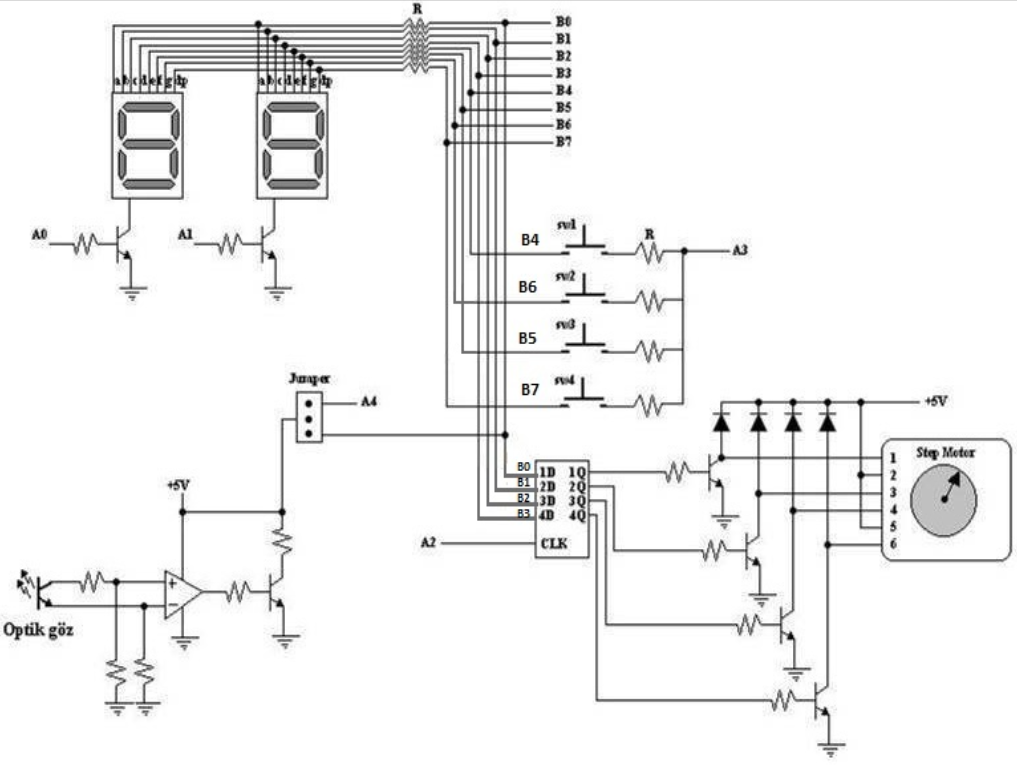 R
B0
B1
B2
B3
B4
B5
B6
B7
a b c d e f g dp
a b c d e f g dp
A0
A1
B4
sw1
R
A3
B6
sw2
B5
sw3
B7
sw4
Jumper
A4
+5V
Step Motor
1
2
3
4
5
6
B0 1D 1Q
B1 2D 2Q
B2 3D 3Q
B3 4D 4Q
A2
CLK
+5V
+
−
Optik göz